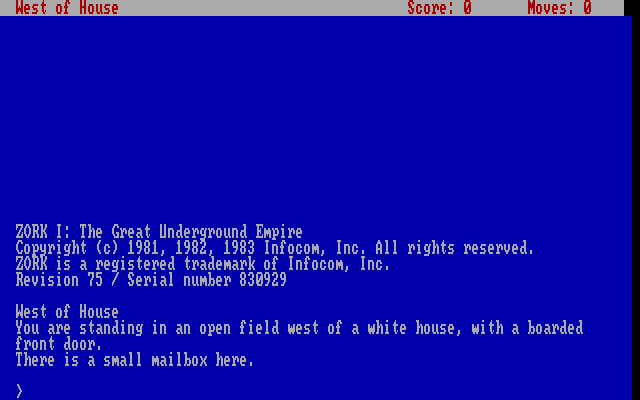 West of House Score: 0 Moves: 0
ZORK I: The Great Underground Empire
Copyright (c) 1981, 1982, 1983 Infocom, Inc. All rights reserved.
ZORK is a registered trademark of Infocom, Inc.
Revision 75 / Serial number 830929
West of House
You are standing in an open field west of a white house, with a boarded
front door.
There is a small mailbox here.
>